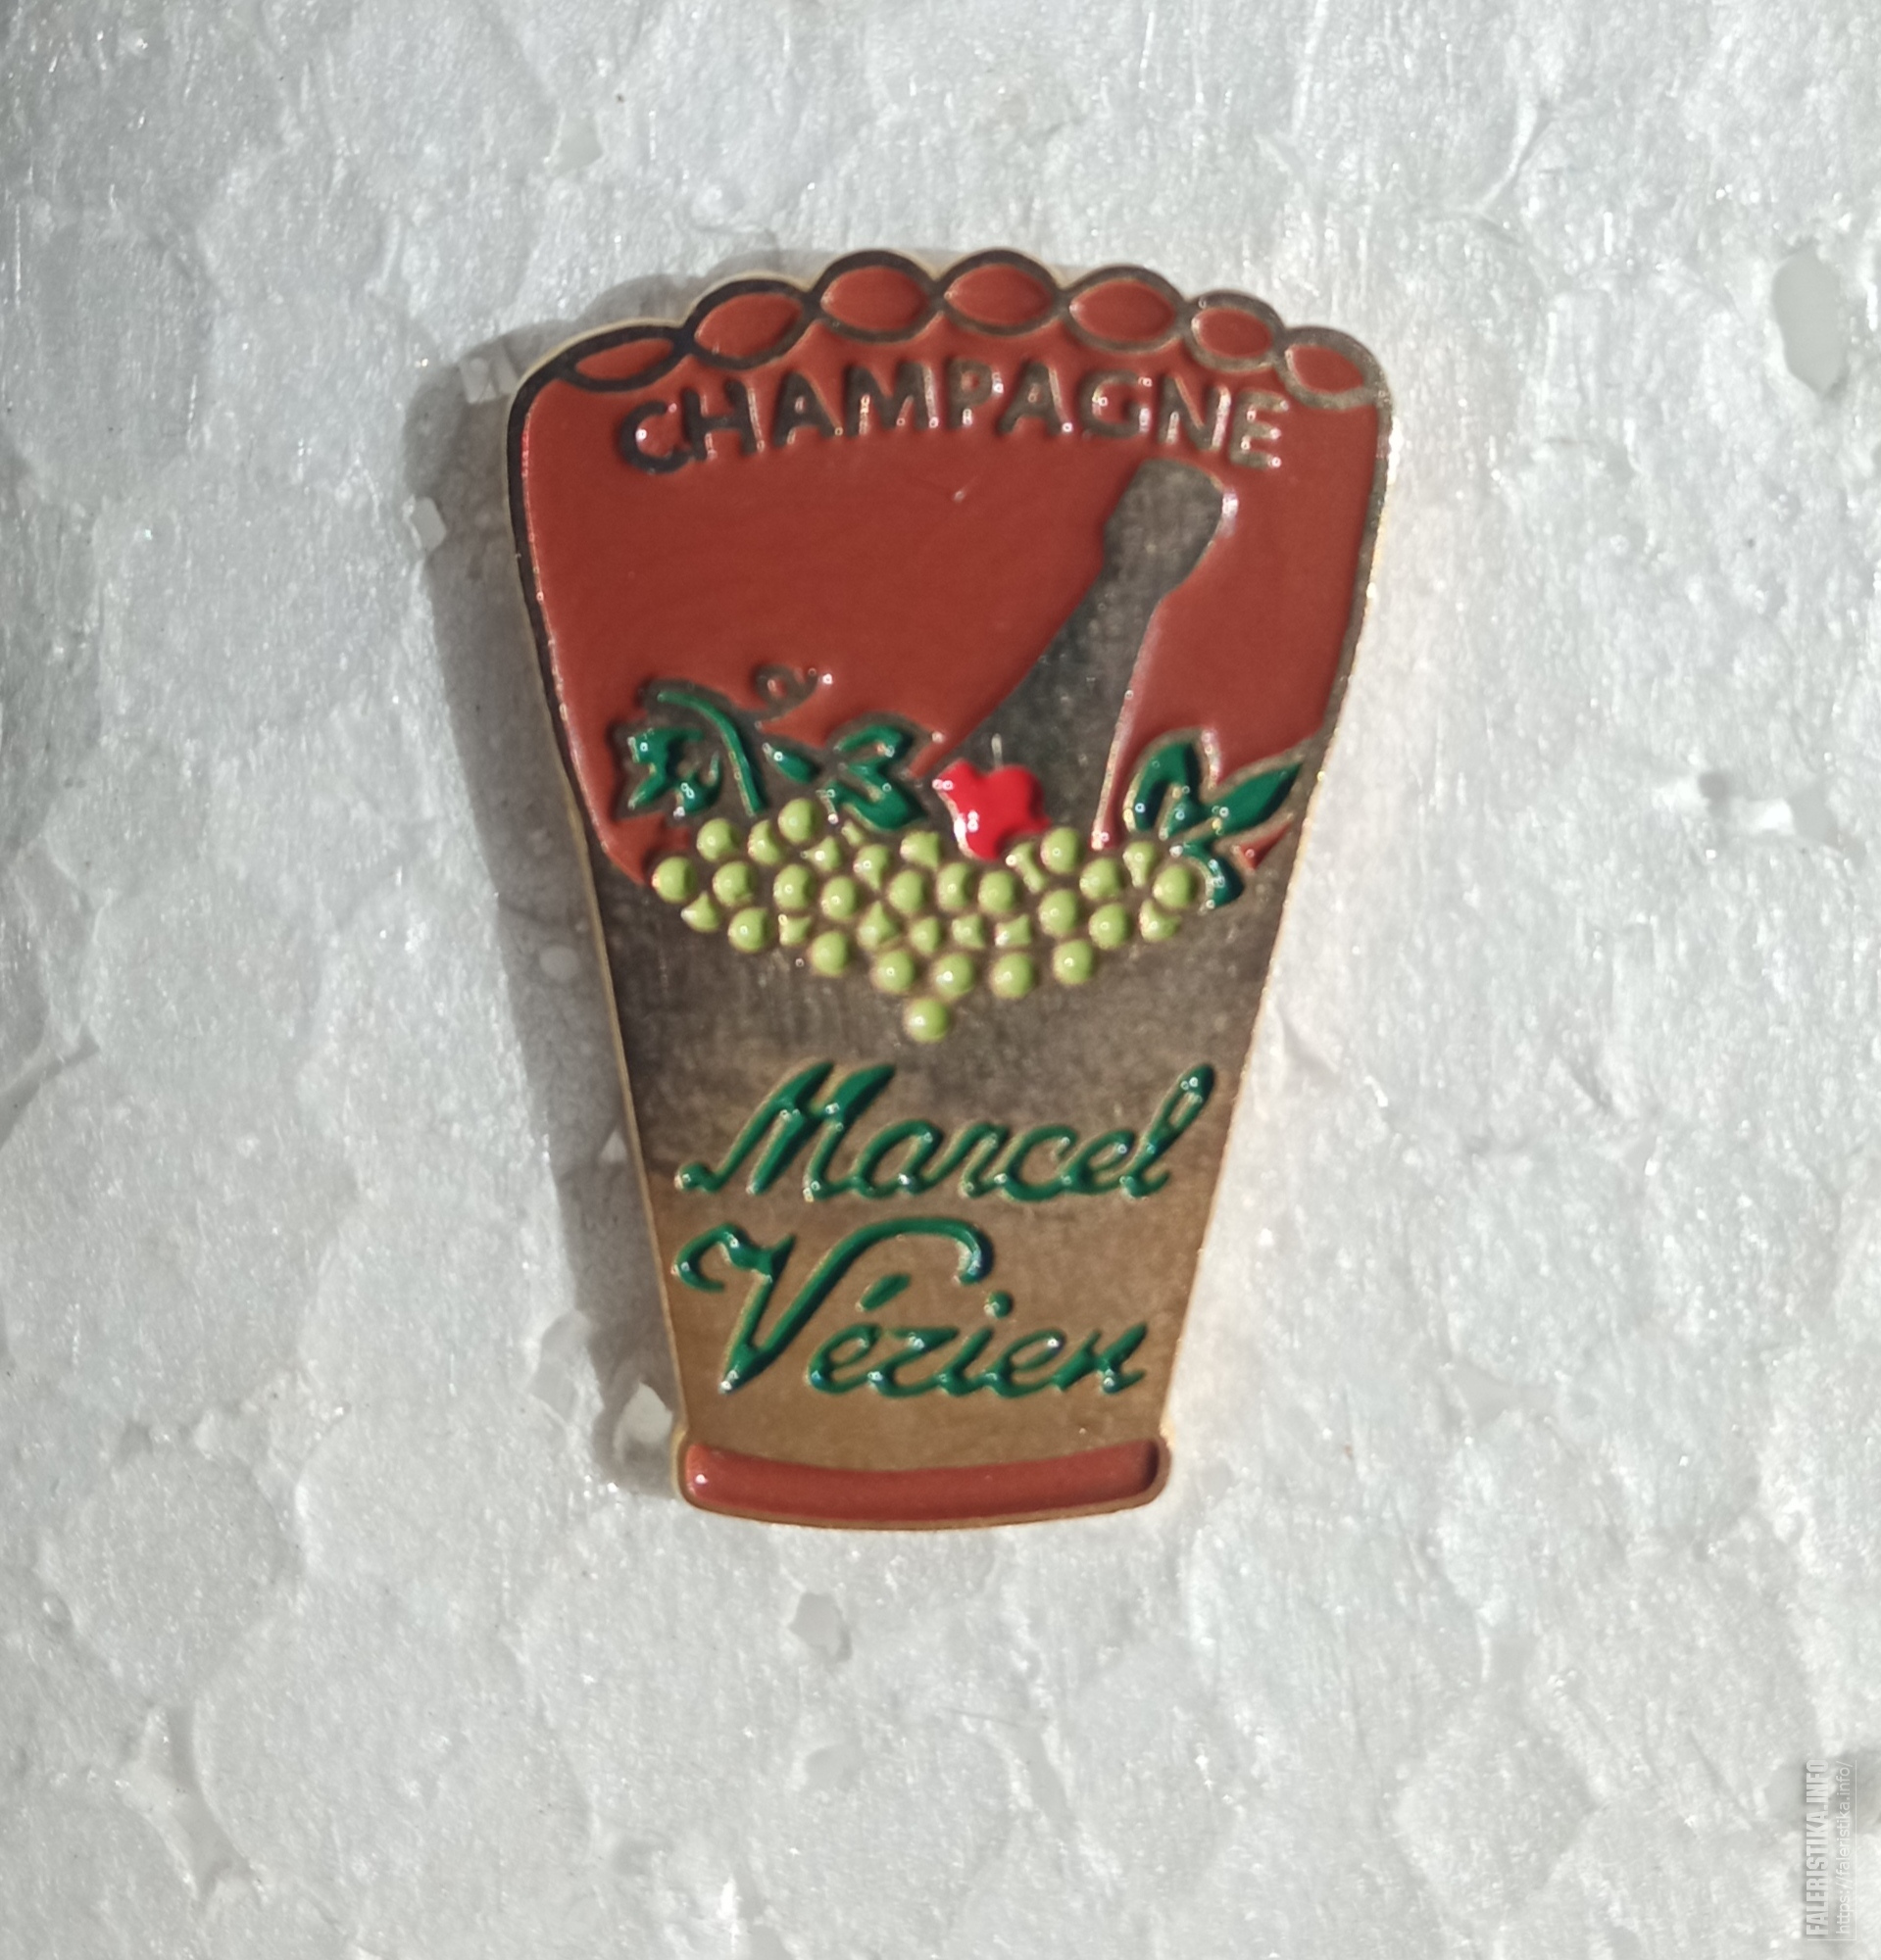 CHAMPAGNE
Marcel
Vézien
FALERISTIKA.INFO
https://faleristika.info/